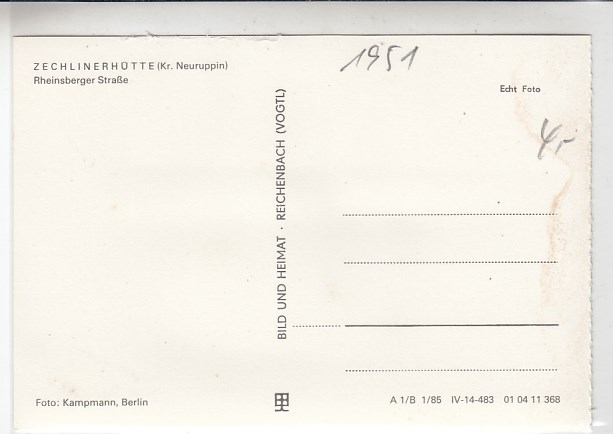 ZECHLINERHÜTTE (Kr. Neuruppin)
Rheinsberger Straße
1951
Echt Foto
4,-
BILD UND HEIMAT · REICHENBACH (VOGTL)
Foto: Kampmann, Berlin
A 1/B 1/85 IV-14-483 01 04 11 368